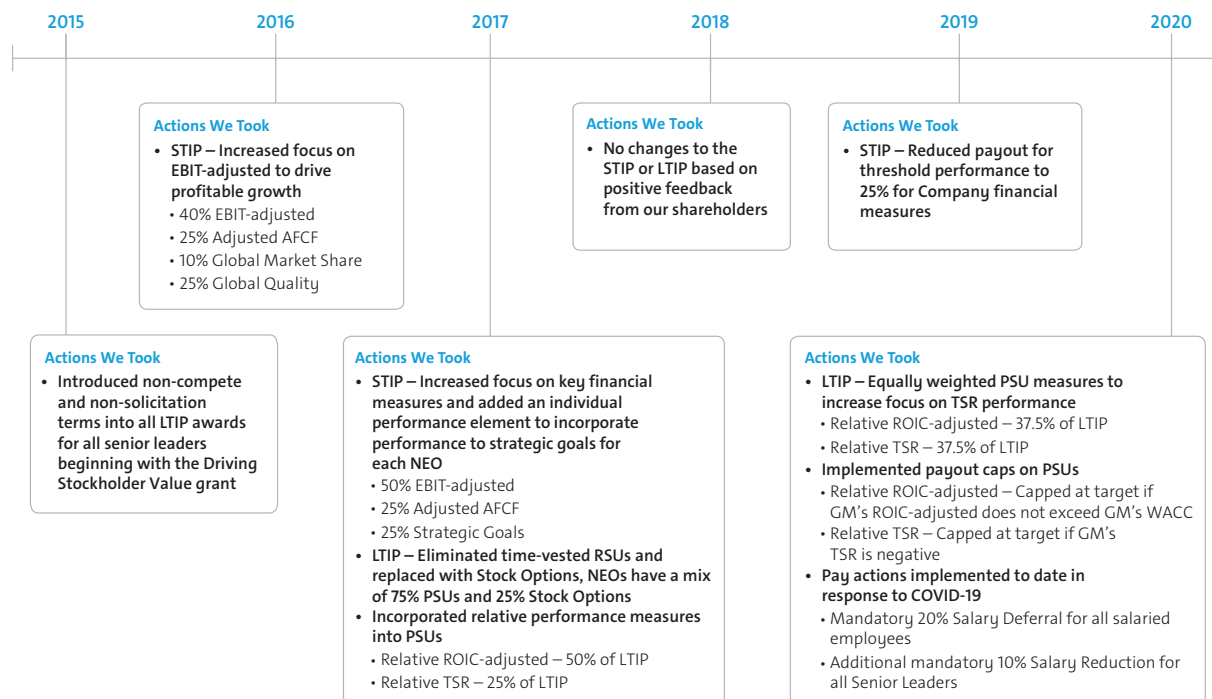 2015
2016
2017
2018
2019
2020
Actions We Took
• STIP – Increased focus on
EBIT-adjusted to drive
profitable growth
• 40% EBIT-adjusted
• 25% Adjusted AFCF
• 10% Global Market Share
• 25% Global Quality
Actions We Took
• No changes to the
STIP or LTIP based on
positive feedback
from our shareholders
Actions We Took
• STIP – Reduced payout for
threshold performance to
25% for Company financial
measures
Actions We Took
• Introduced non-compete
and non-solicitation
terms into all LTIP awards
for all senior leaders
beginning with the Driving
Stockholder Value grant
Actions We Took
• STIP – Increased focus on key financial
measures and added an individual
performance element to incorporate
performance to strategic goals for
each NEO
• 50% EBIT-adjusted
• 25% Adjusted AFCF
• 25% Strategic Goals
• LTIP – Eliminated time-vested RSUs and
replaced with Stock Options, NEOs have a mix
of 75% PSUs and 25% Stock Options
• Incorporated relative performance measures
into PSUs
• Relative ROIC-adjusted – 50% of LTIP
• Relative TSR – 25% of LTIP
Actions We Took
• LTIP – Equally weighted PSU measures to
increase focus on TSR performance
• Relative ROIC-adjusted – 37.5% of LTIP
• Relative TSR – 37.5% of LTIP
• Implemented payout caps on PSUs
• Relative ROIC-adjusted – Capped at target if
GM's ROIC-adjusted does not exceed GM's WACC
• Relative TSR – Capped at target if GM's
TSR is negative
• Pay actions implemented to date in
response to COVID-19
• Mandatory 20% Salary Deferral for all salaried
employees
• Additional mandatory 10% Salary Reduction for
all Senior Leaders